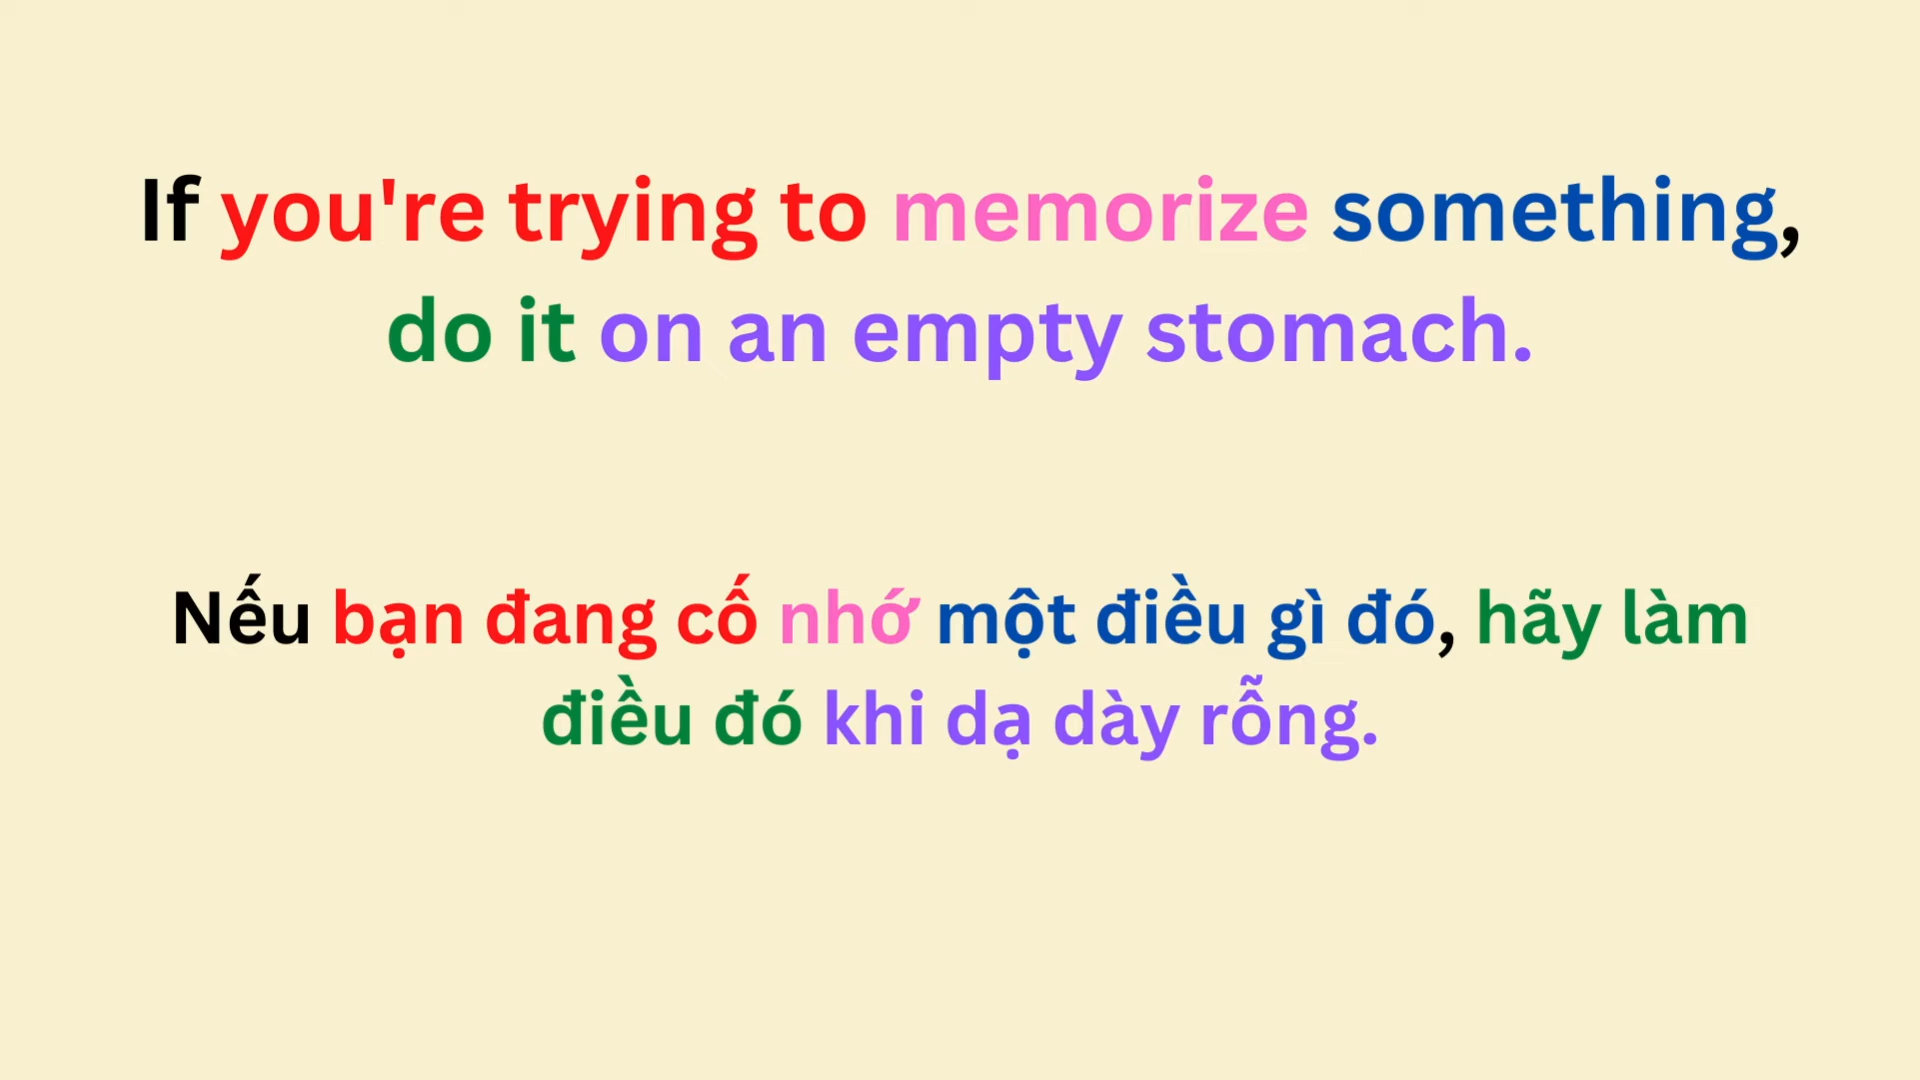 If you're trying to memorize something,
do it on an empty stomach.
Nếu bạn đang cố nhớ một điều gì đó, hãy làm
điều đó khi dạ dày rỗng.